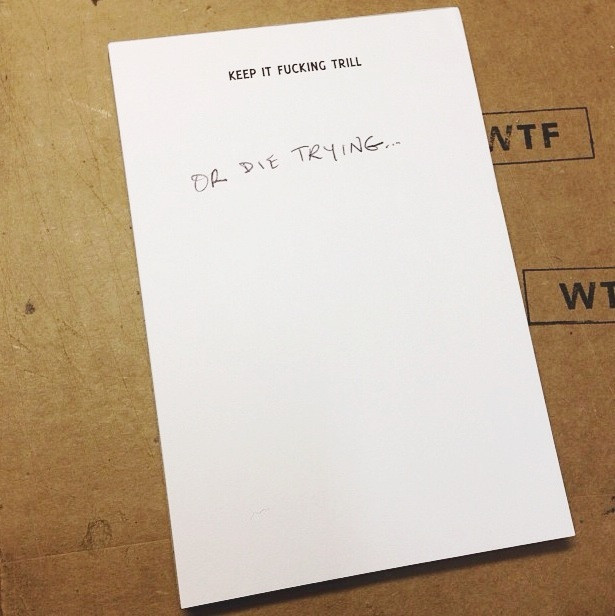 KEEP IT FUCKING TRILL
OR DIE TRYING...
WTF
WT